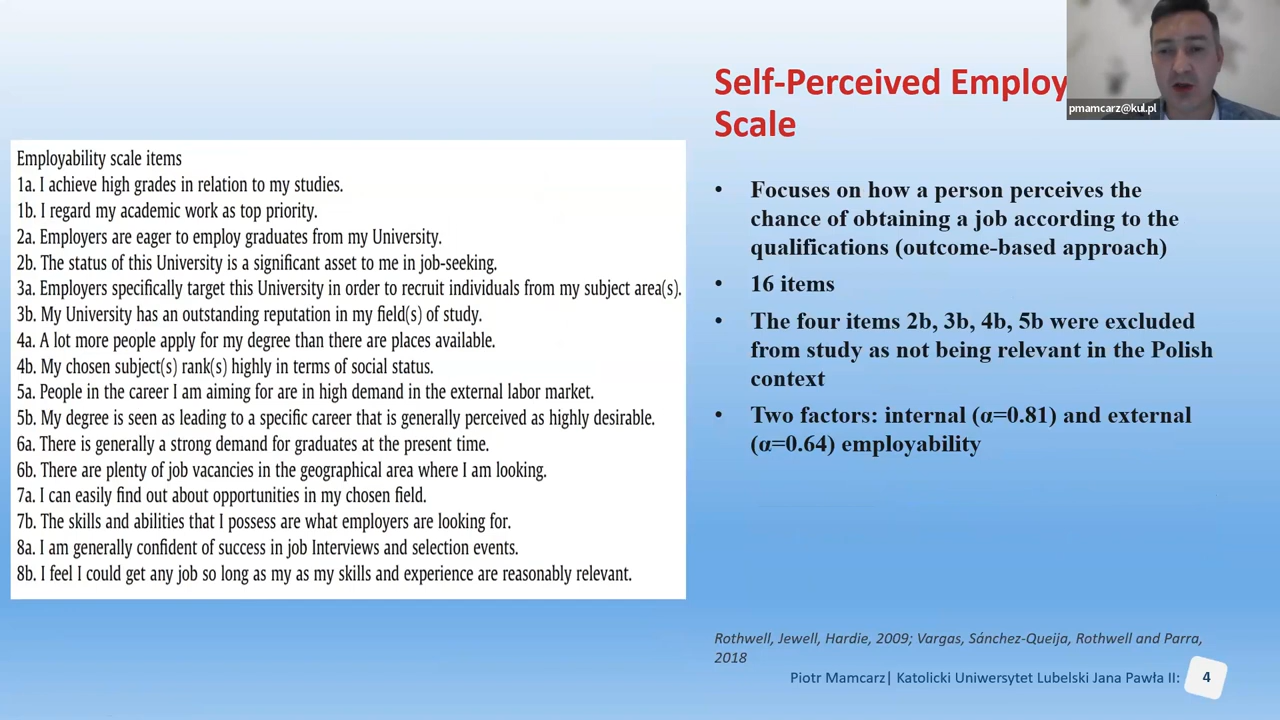 Self-Perceived Employ
Scale
pmamcarz@kul.pl
Employability scale items
1a. I achieve high grades in relation to my studies.
1b. I regard my academic work as top priority.
2a. Employers are eager to employ graduates from my University.
2b. The status of this University is a significant asset to me in job-seeking.
3a. Employers specifically target this University in order to recruit individuals from my subject area(s).
3b. My University has an outstanding reputation in my field(s) of study.
4a. A lot more people apply for my degree than there are places available.
4b. My chosen subject(s) rank(s) highly in terms of social status.
5a. People in the career I am aiming for are in high demand in the external labor market.
5b. My degree is seen as leading to a specific career that is generally perceived as highly desirable.
6a. There is generally a strong demand for graduates at the present time.
6b. There are plenty of job vacancies in the geographical area where I am looking.
7a. I can easily find out about opportunities in my chosen field.
7b. The skills and abilities that I possess are what employers are looking for.
8a. I am generally confident of success in job Interviews and selection events.
8b. I feel I could get any job so long as my as my skills and experience are reasonably relevant.
• Focuses on how a person perceives the
chance of obtaining a job according to the
qualifications (outcome-based approach)
• 16 items
• The four items 2b, 3b, 4b, 5b were excluded
from study as not being relevant in the Polish
context
• Two factors: internal (α=0.81) and external
(α=0.64) employability
Rothwell, Jewell, Hardie, 2009; Vargas, Sánchez-Queija, Rothwell and Parra,
2018
Piotr Mamcarz| Katolicki Uniwersytet Lubelski Jana Pawła II:
4